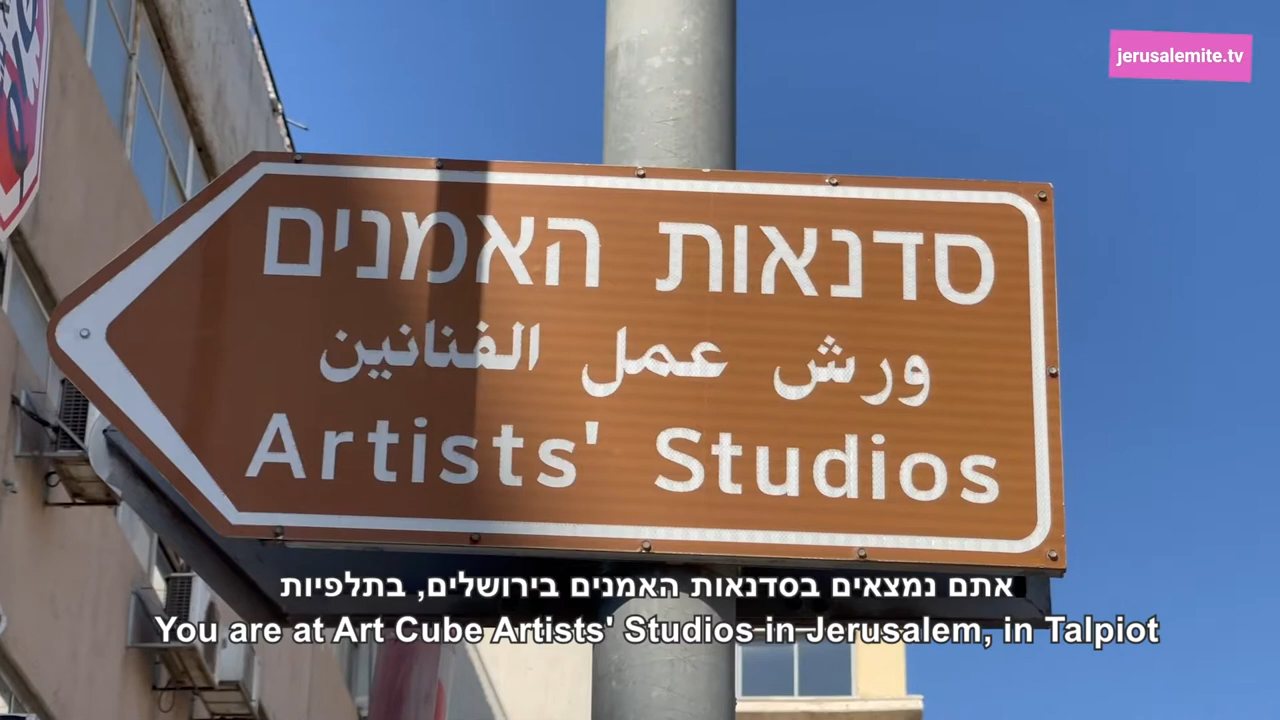 jerusalemite.tv
סדנאות האמנים
ورش عمل الفنانين
Artists' Studios
אתם נמצאים בסדנאות האמנים בירושלים, בתלפיות
You are at Art Cube Artists' Studios in Jerusalem, in Talpiot